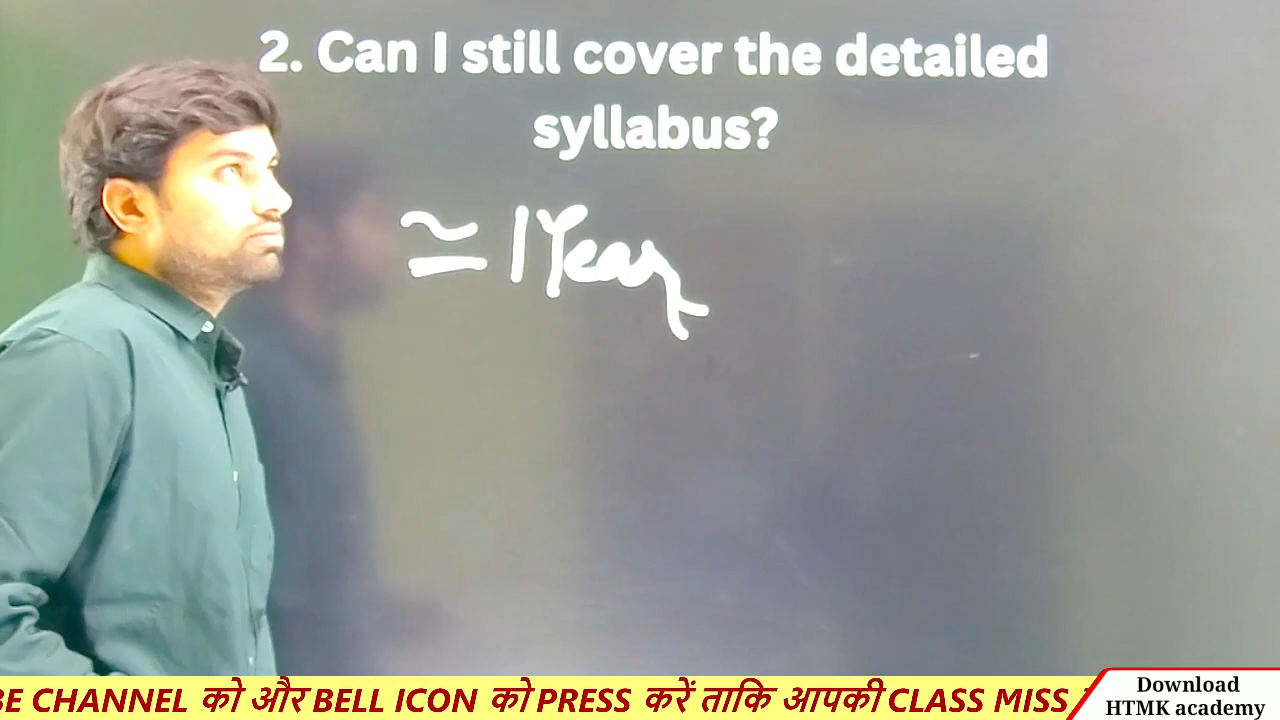 2. Can I still cover the detailed
syllabus?
≃ 1 Year
BE CHANNEL को और BELL ICON को PRESS करें ताकि आपकी CLASS MISS
Download
HTMK academy